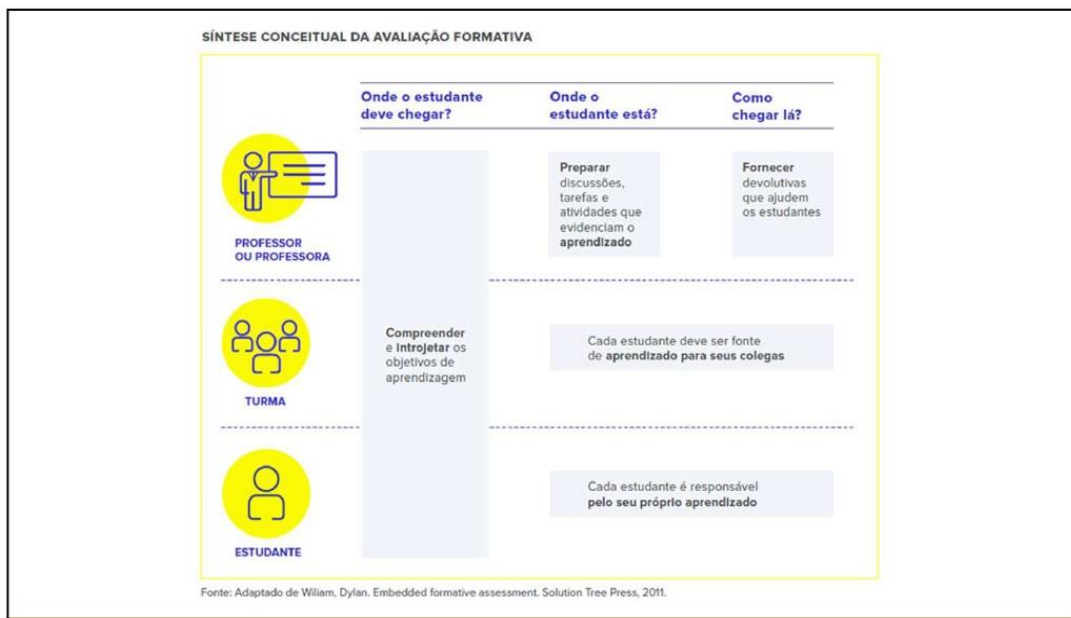 SÍNTESE CONCEITUAL DA AVALIAÇÃO FORMATIVA
Onde o estudante
deve chegar?
Onde o
estudante está?
Como
chegar lá?
PROFESSOR
OU PROFESSORA
Preparar
discussões,
tarefas e
atividades que
evidenciam o
aprendizado
Fornecer
devolutivas
que ajudem
os estudantes
Compreender
e introjetar os
objetivos de
aprendizagem
TURMA
Cada estudante deve ser fonte
de aprendizado para seus colegas
ESTUDANTE
Cada estudante é responsável
pelo seu próprio aprendizado
Fonte: Adaptado de Wiliam, Dylan. Embedded formative assessment. Solution Tree Press, 2011.